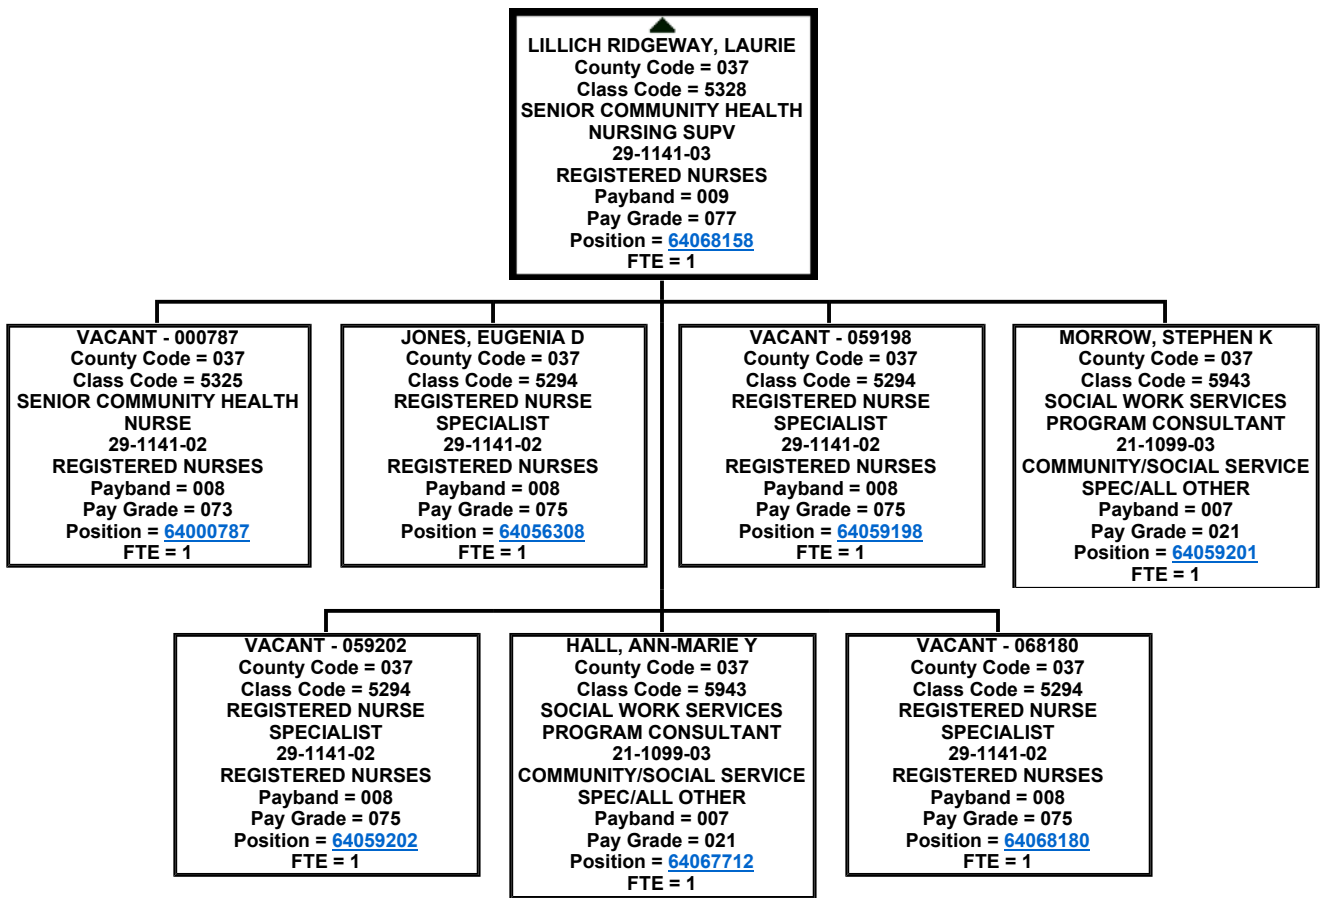 LILLICH RIDGEWAY, LAURIE
County Code = 037
Class Code = 5328
SENIOR COMMUNITY HEALTH
NURSING SUPV
29-1141-03
REGISTERED NURSES
Payband = 009
Pay Grade = 077
Position = 64068158
FTE = 1
VACANT - 000787
County Code = 037
Class Code = 5325
SENIOR COMMUNITY HEALTH
NURSE
29-1141-02
REGISTERED NURSES
Payband = 008
Pay Grade = 073
Position = 64000787
FTE = 1
JONES, EUGENIA D
County Code = 037
Class Code = 5294
REGISTERED NURSE
SPECIALIST
29-1141-02
REGISTERED NURSES
Payband = 008
Pay Grade = 075
Position = 64056308
FTE = 1
VACANT - 059198
County Code = 037
Class Code = 5294
REGISTERED NURSE
SPECIALIST
29-1141-02
REGISTERED NURSES
Payband = 008
Pay Grade = 075
Position = 64059198
FTE = 1
MORROW, STEPHEN K
County Code = 037
Class Code = 5943
SOCIAL WORK SERVICES
PROGRAM CONSULTANT
21-1099-03
COMMUNITY/SOCIAL SERVICE
SPEC/ALL OTHER
Payband = 007
Pay Grade = 021
Position = 64059201
FTE = 1
VACANT - 059202
County Code = 037
Class Code = 5294
REGISTERED NURSE
SPECIALIST
29-1141-02
REGISTERED NURSES
Payband = 008
Pay Grade = 075
Position = 64059202
FTE = 1
HALL, ANN-MARIE Y
County Code = 037
Class Code = 5943
SOCIAL WORK SERVICES
PROGRAM CONSULTANT
21-1099-03
COMMUNITY/SOCIAL SERVICE
SPEC/ALL OTHER
Payband = 007
Pay Grade = 021
Position = 64067712
FTE = 1
VACANT - 068180
County Code = 037
Class Code = 5294
REGISTERED NURSE
SPECIALIST
29-1141-02
REGISTERED NURSES
Payband = 008
Pay Grade = 075
Position = 64068180
FTE = 1